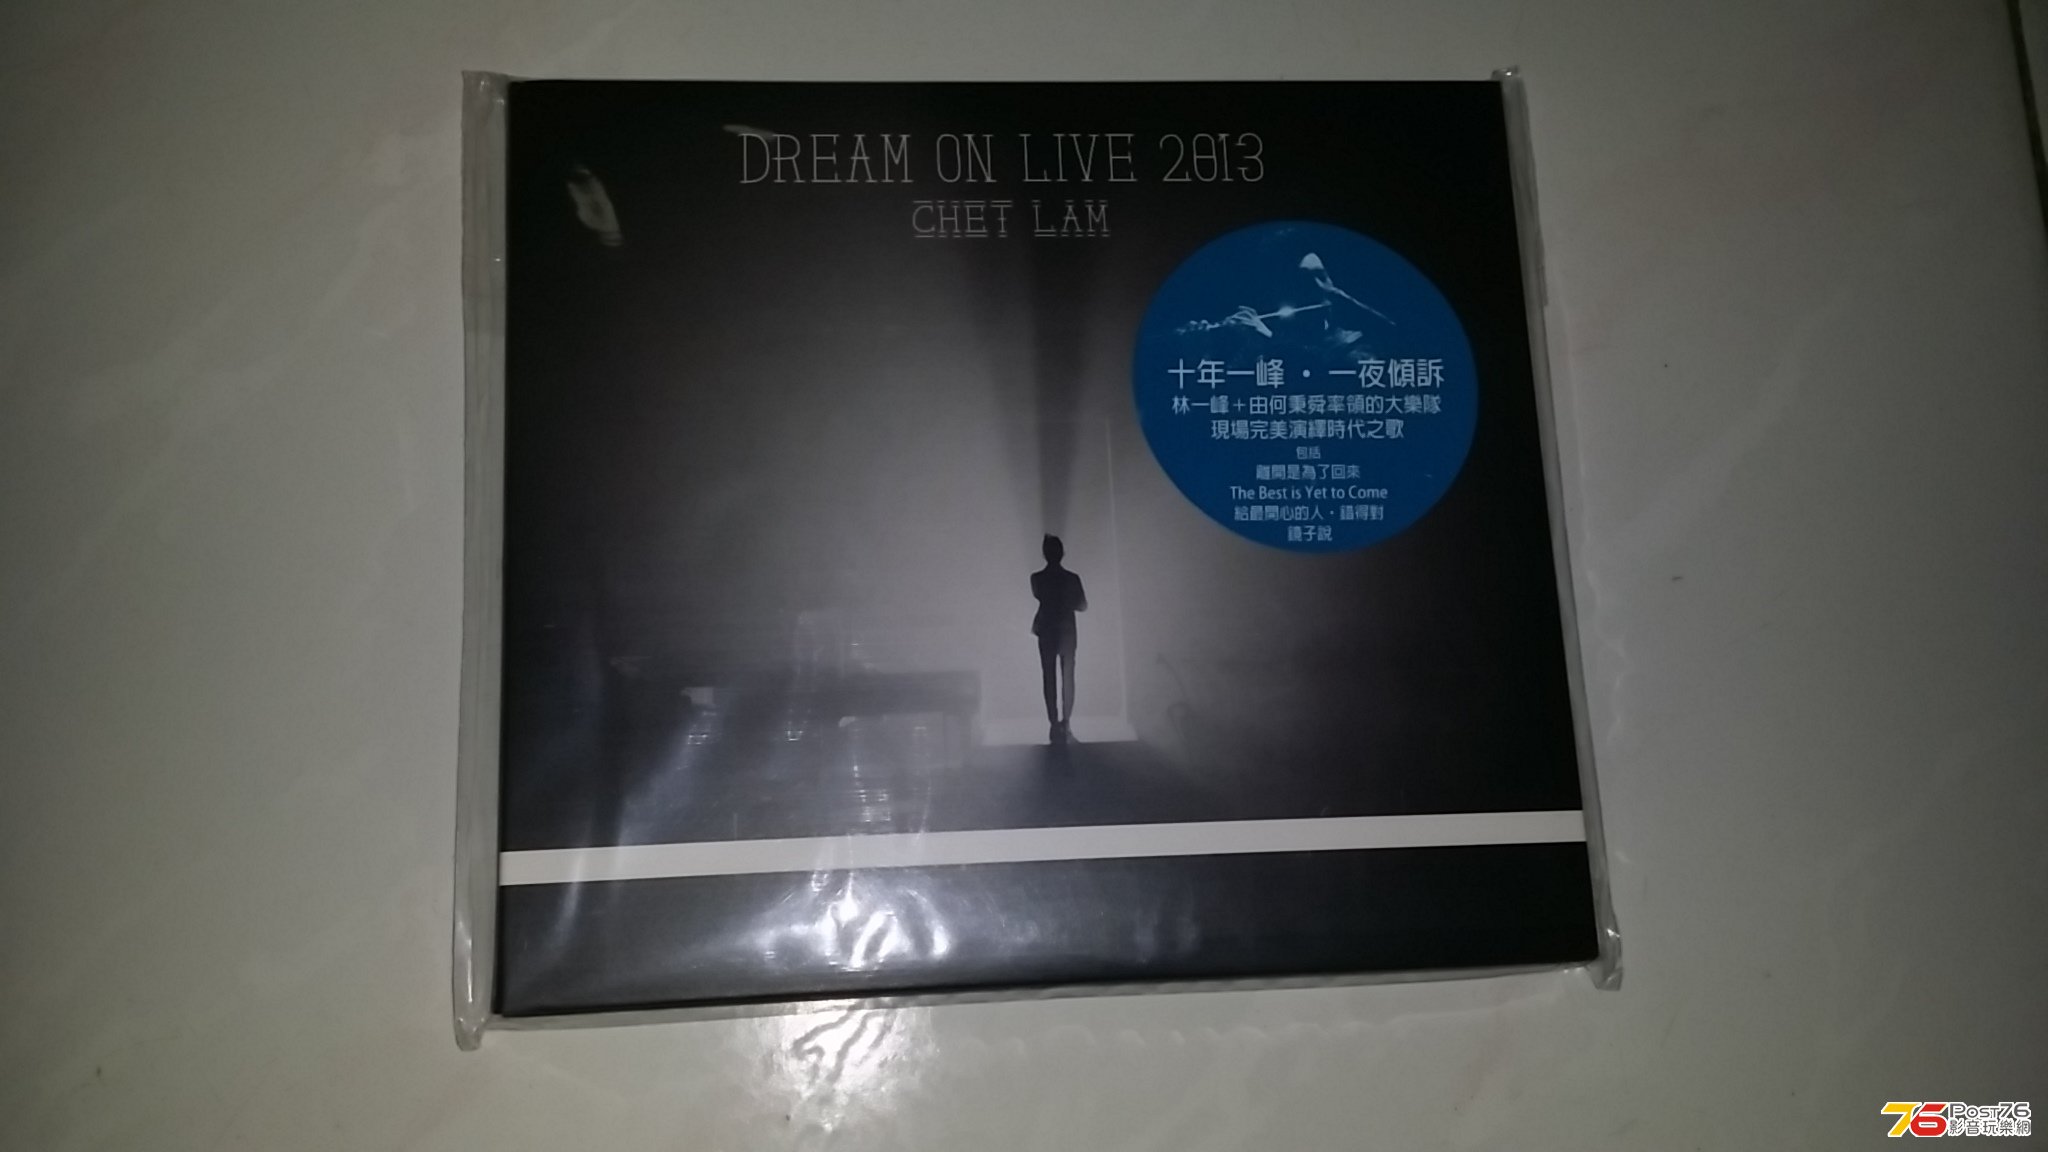 DREAM ON LIVE 2013
CHET LAM
十年一峰 · 一夜傾訴
林一峰+由何秉舜率領的大樂隊
現場完美演繹時代之歌
包括
離開是為了回來
The Best is Yet to Come
給最開心的人·錯得對
鏡子說
76 Post76
影音玩樂網